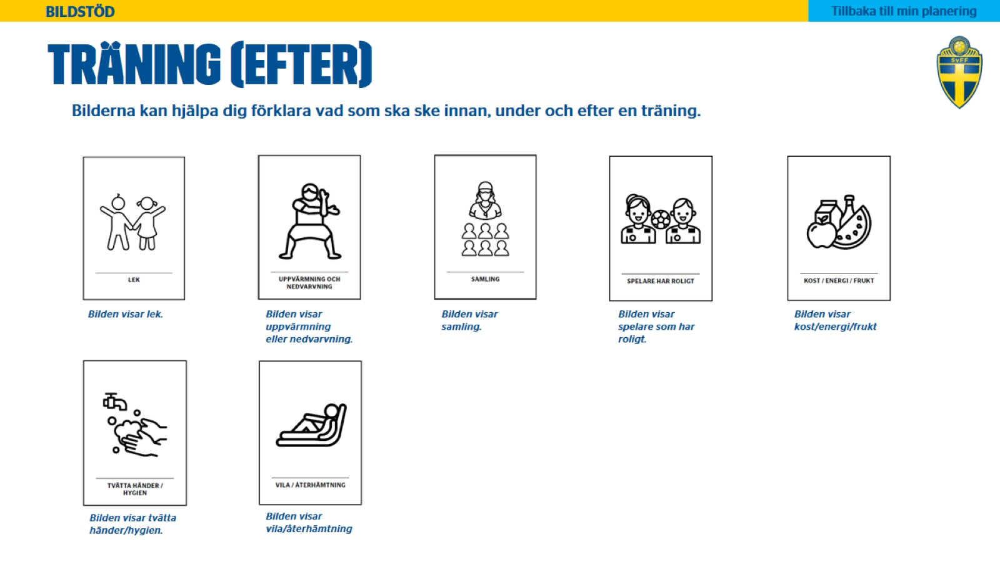 BILDSTÖD
Tillbaka till min planering
TRÄNING (EFTER)
SvFF
Bilderna kan hjälpa dig förklara vad som ska ske innan, under och efter en träning.
LEK
UPPVÄRMNING OCH
NEDVARVNING
SAMLING
SPELARE HAR ROLIGT
KOST / ENERGI / FRUKT
Bilden visar lek.
Bilden visar
uppvärmning
eller nedvarvning.
Bilden visar
samling.
Bilden visar
spelare som har
roligt.
Bilden visar
kost/energi/frukt
TVÄTTA HÄNDER /
HYGIEN
VILA / ÅTERHÄMTNING
Bilden visar tvätta
händer/hygien.
Bilden visar
vila/återhämtning